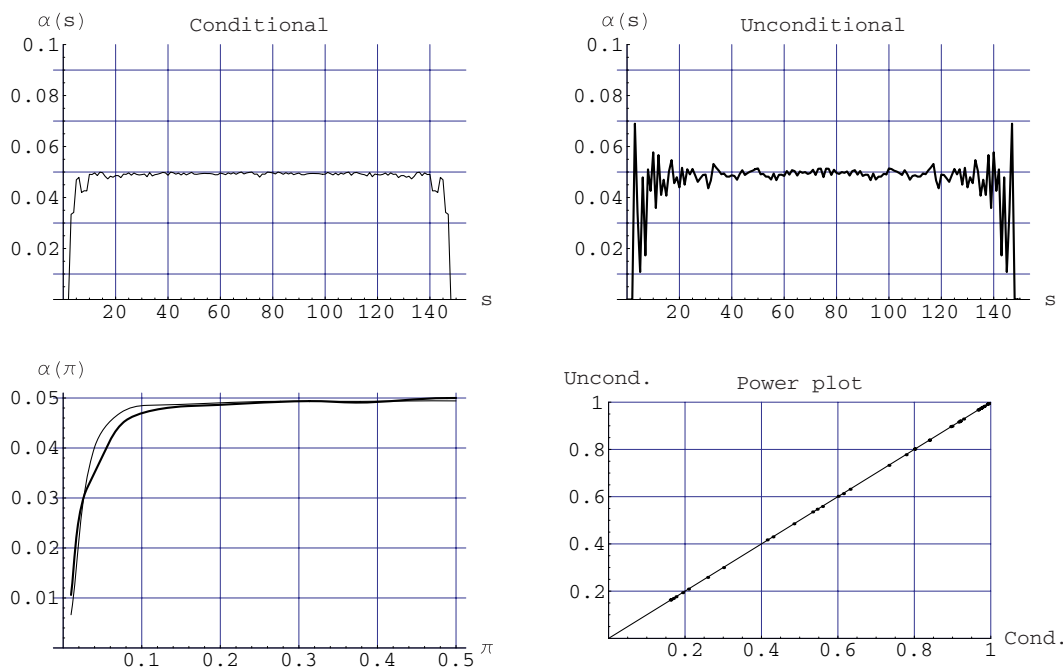 α(s) Conditional
0.1
0.08
0.06
0.04
0.02
20 40 60 80 100 120 140 s
α(s) Unconditional
0.1
0.08
0.06
0.04
0.02
20 40 60 80 100 120 140 s
α(π)
0.05
0.04
0.03
0.02
0.01
0.1 0.2 0.3 0.4 0.5 π
Uncond. Power plot
1
0.8
0.6
0.4
0.2
0.2 0.4 0.6 0.8 1
Cond.